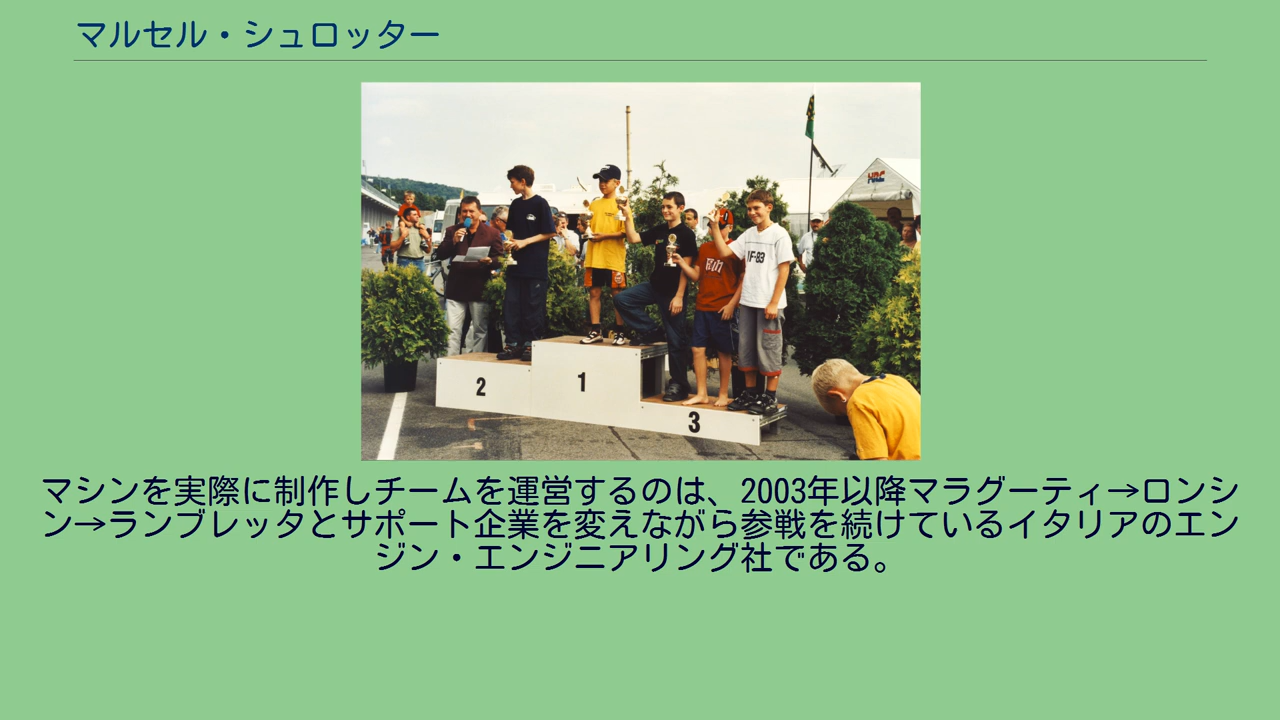 マルセル・シュロッター
HRC
IF-83
2
1
3
マシンを実際に制作しチームを運営するのは、2003年以降マラグーティ→ロンシ
ン→ランブレッタとサポート企業を変えながら参戦を続けているイタリアのエン
ジン・エンジニアリング社である。